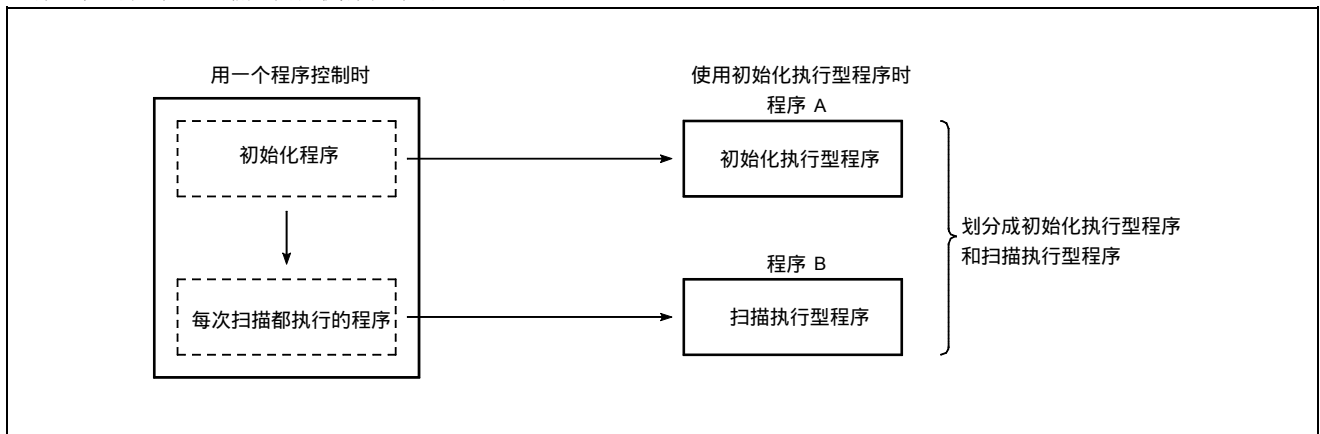 用一个程序控制时
初始化程序
每次扫描都执行的程序
使用初始化执行型程序时
程序 A
初始化执行型程序
程序 B
扫描执行型程序
划分成初始化执行型程序
和扫描执行型程序